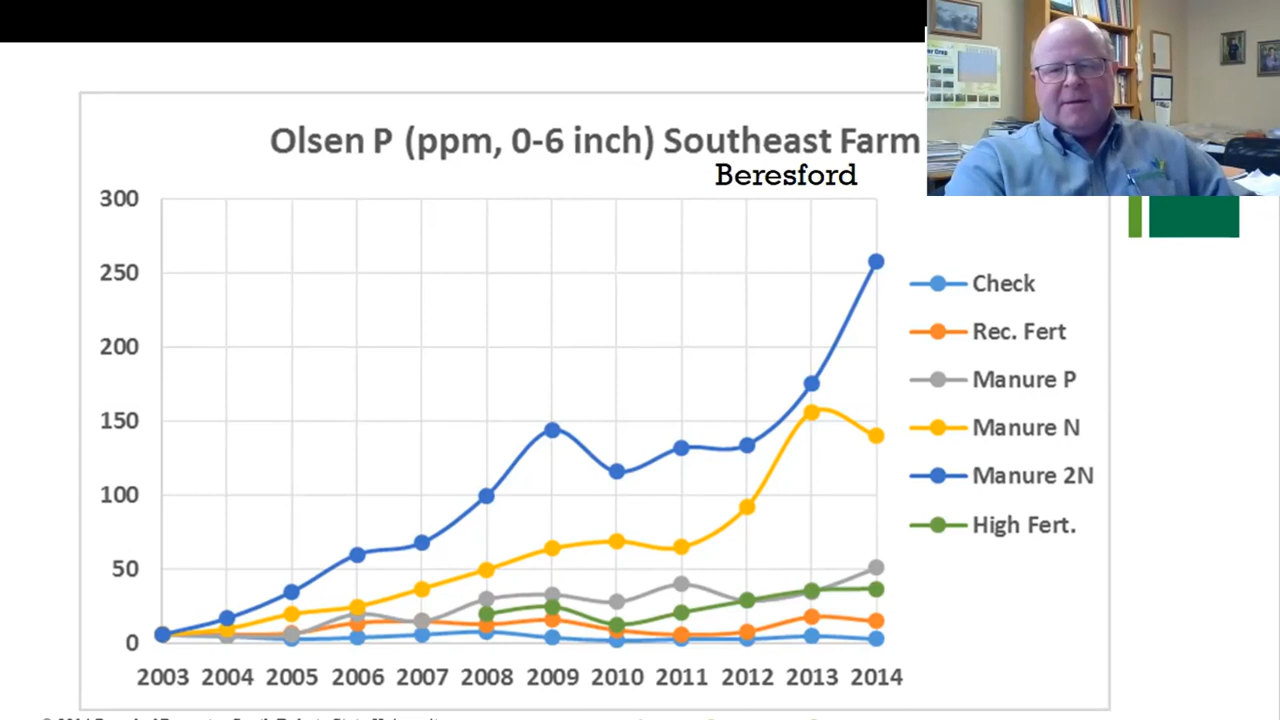 Olsen P (ppm, 0-6 inch) Southeast Farm
Beresford
300
250
200
150
100
50
0
2003 2004 2005 2006 2007 2008 2009 2010 2011 2012 2013 2014
Check
Rec. Fert
Manure P
Manure N
Manure 2N
High Fert.